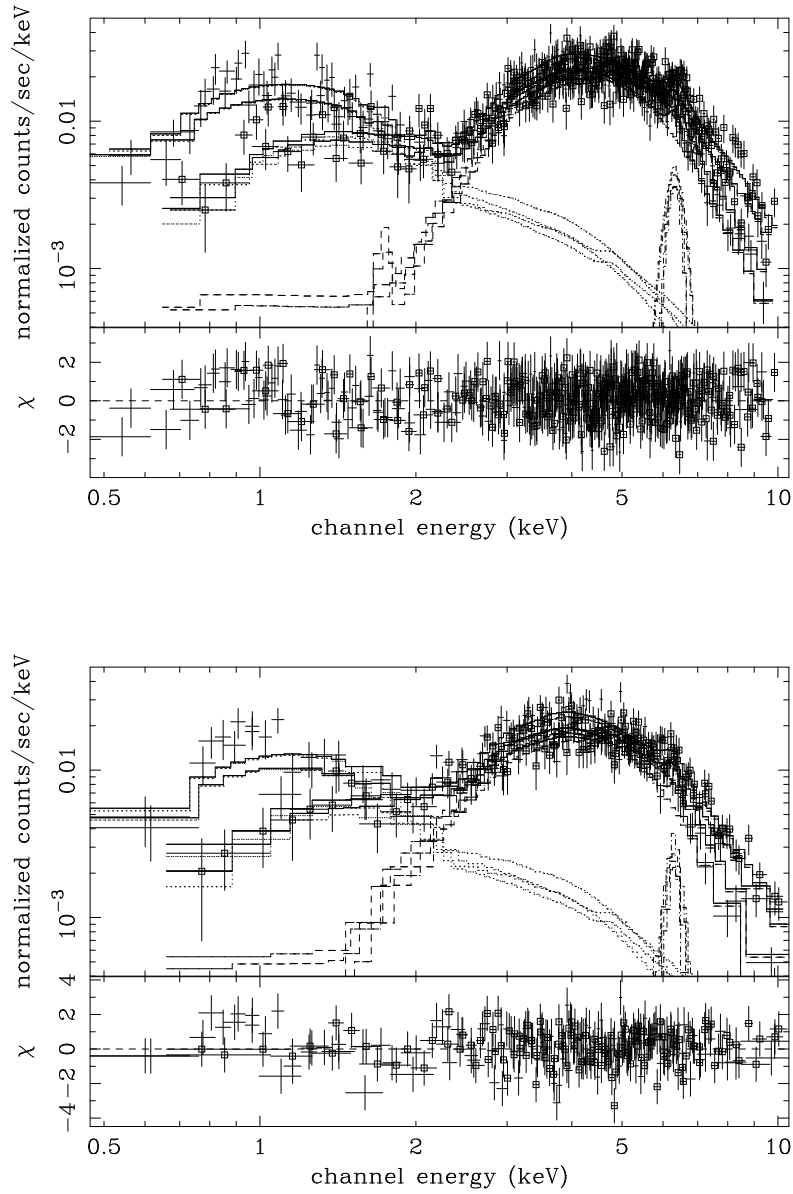 normalized counts/sec/keV
0.01
10⁻³
χ
2
0
−2
0.5 1 2 5 10
channel energy (keV)
normalized counts/sec/keV
0.01
10⁻³
χ
4
2
0
−2
−4
0.5 1 2 5 10
channel energy (keV)